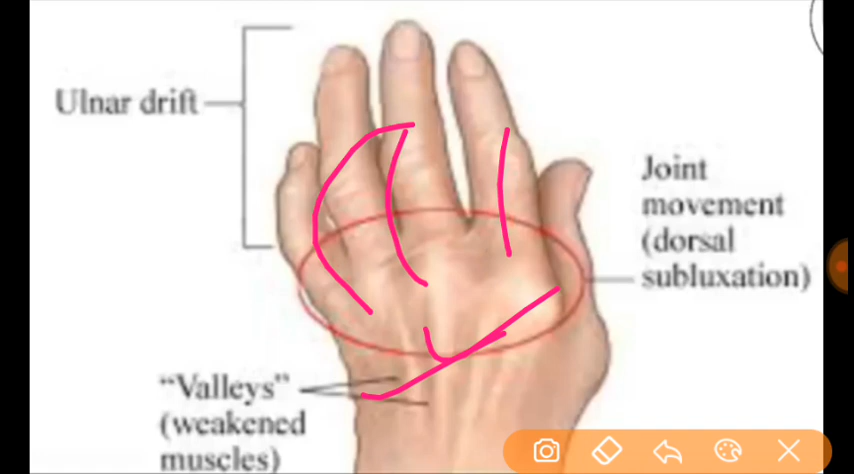 Ulnar drift
Joint
movement
(dorsal
subluxation)
“Valleys”
(weakened
muscles)